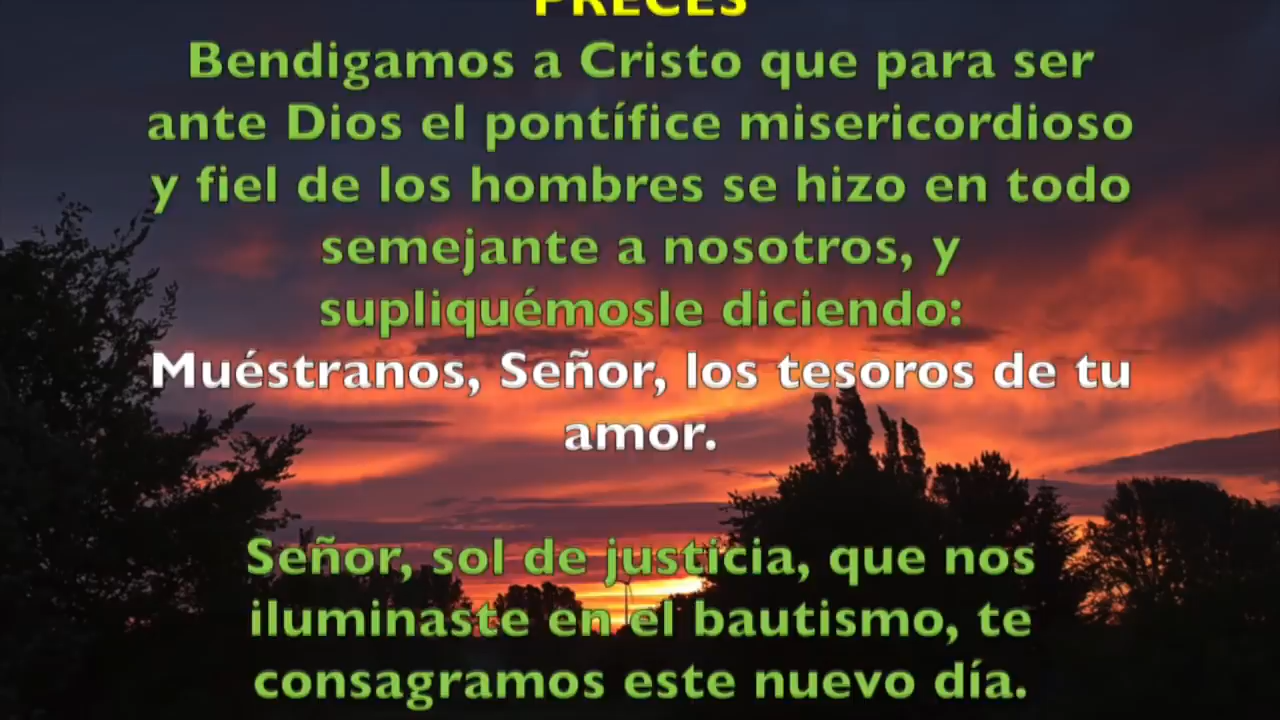 PRECES
Bendigamos a Cristo que para ser
ante Dios el pontífice misericordioso
y fiel de los hombres se hizo en todo
semejante a nosotros, y
supliquémosle diciendo:
Muéstranos, Señor, los tesoros de tu
amor.
Señor, sol de justicia, que nos
iluminaste en el bautismo, te
consagramos este nuevo día.